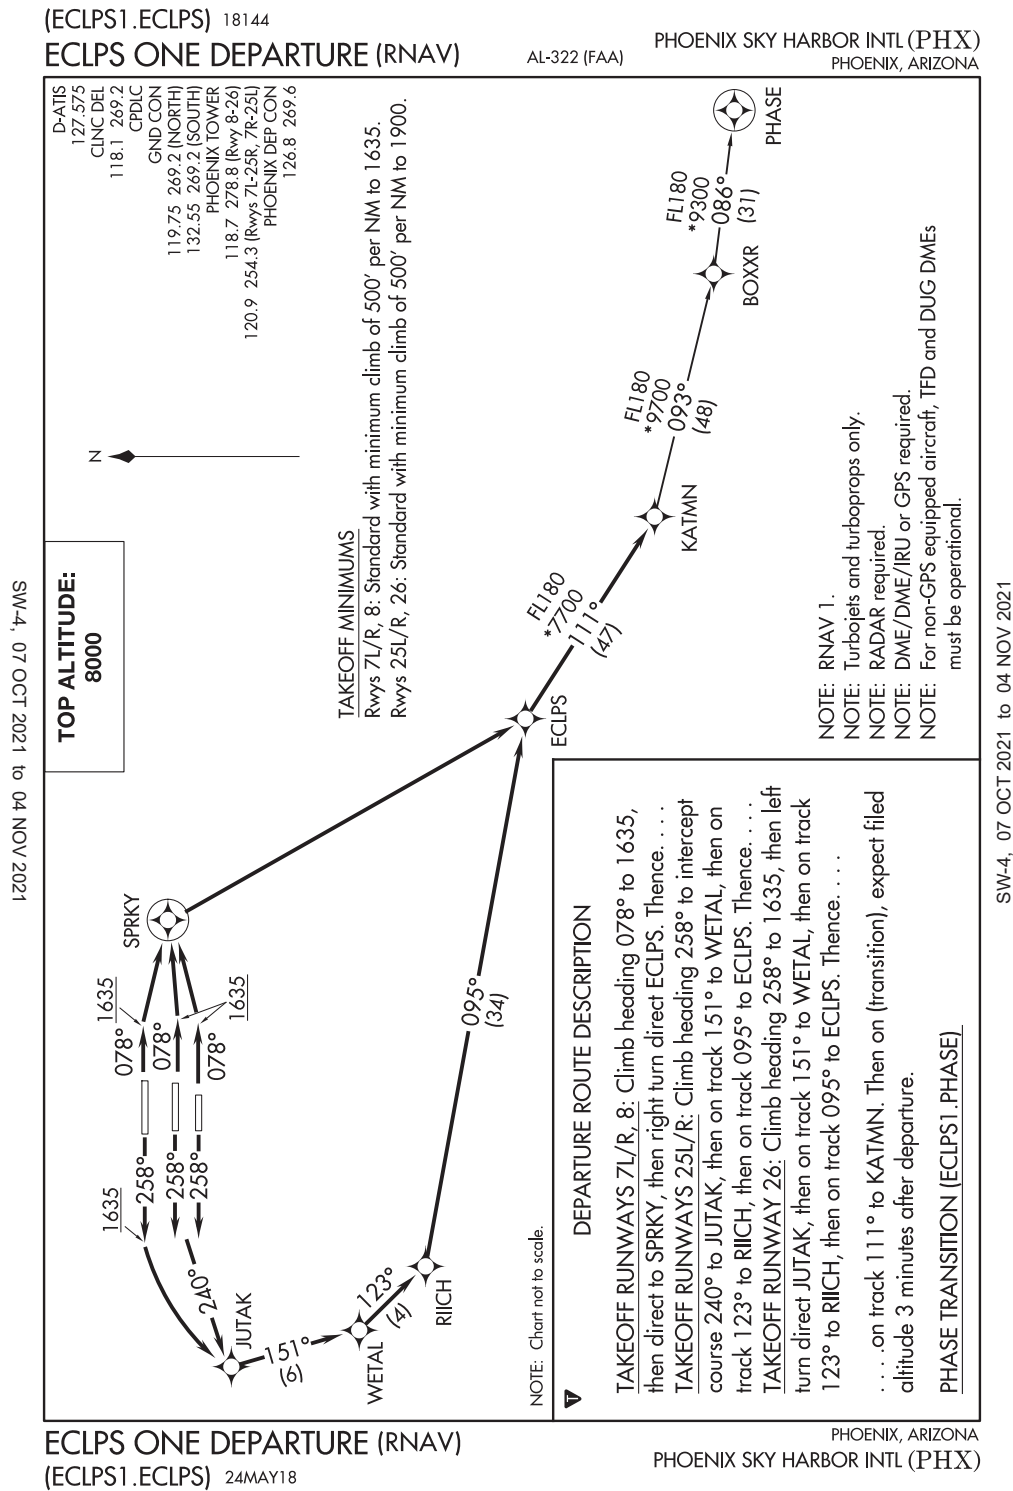 (ECLPS1.ECLPS) 18144
ECLPS ONE DEPARTURE (RNAV)
AL-322 (FAA)
PHOENIX SKY HARBOR INTL (PHX)
PHOENIX, ARIZONA
SW-4, 07 OCT 2021 to 04 NOV 2021
D-ATIS
127.575
CLNC DEL
118.1 269.2
CPDLC
GND CON
119.75 269.2 (NORTH)
132.55 269.2 (SOUTH)
PHOENIX TOWER
118.7 278.8 (Rwy 8-26)
120.9 254.3 (Rwys 7L-25R, 7R-25L)
PHOENIX DEP CON
126.8 269.6
N
TOP ALTITUDE:
8000
TAKEOFF MINIMUMS
Rwys 7L/R, 8: Standard with minimum climb of 500' per NM to 1635.
Rwys 25L/R, 26: Standard with minimum climb of 500' per NM to 1900.
1635
258°
258°
258°
078°
078°
078°
1635
1635
SPRKY
240°
JUTAK
151°
(6)
WETAL
123°
(4)
RIICH
095°
(34)
ECLPS
FL180
*7700
111°
(47)
KATMN
FL180
*9700
093°
(48)
BOXXR
FL180
*9300
086°
(31)
PHASE
NOTE: Chart not to scale.
NOTE: RNAV 1.
NOTE: Turbojets and turboprops only.
NOTE: RADAR required.
NOTE: DME/DME/IRU or GPS required.
NOTE: For non-GPS equipped aircraft, TFD and DUG DMEs
must be operational.
T
DEPARTURE ROUTE DESCRIPTION
TAKEOFF RUNWAYS 7L/R, 8: Climb heading 078° to 1635,
then direct to SPRKY, then right turn direct ECLPS. Thence. . . .
TAKEOFF RUNWAYS 25L/R: Climb heading 258° to intercept
course 240° to JUTAK, then on track 151° to WETAL, then on
track 123° to RIICH, then on track 095° to ECLPS. Thence. . . .
TAKEOFF RUNWAY 26: Climb heading 258° to 1635, then left
turn direct JUTAK, then on track 151° to WETAL, then on track
123° to RIICH, then on track 095° to ECLPS. Thence. . . .
. . . .on track 111° to KATMN. Then on (transition), expect filed
altitude 3 minutes after departure.
PHASE TRANSITION (ECLPS1.PHASE)
SW-4, 07 OCT 2021 to 04 NOV 2021
ECLPS ONE DEPARTURE (RNAV)
(ECLPS1.ECLPS) 24MAY18
PHOENIX, ARIZONA
PHOENIX SKY HARBOR INTL (PHX)